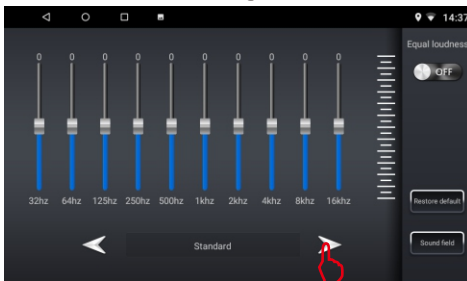 14:37
Equal loudness
0 0 0 0 0 0 0 0 0 0
OFF
32hz 64hz 125hz 250hz 500hz 1khz 2khz 4khz 8khz 16khz
Restore default
Standard
Sound field